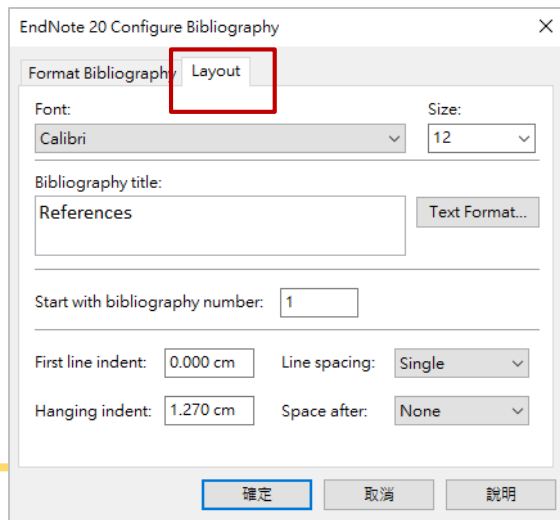 EndNote 20 Configure Bibliography
Format Bibliography Layout
Font: Size:
Calibri 12
Bibliography title:
References Text Format...
Start with bibliography number: 1
First line indent: 0.000 cm Line spacing: Single
Hanging indent: 1.270 cm Space after: None
確定 取消 說明